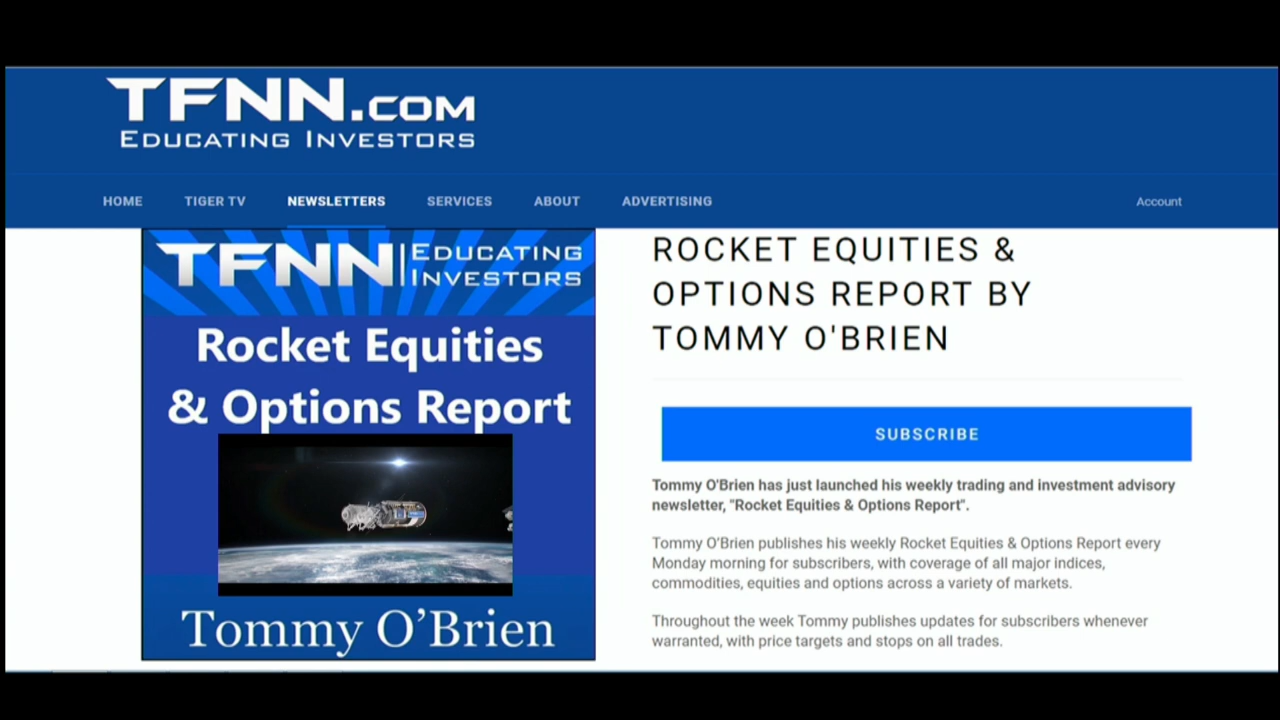 TFNN.COM
EDUCATING INVESTORS
HOME TIGER TV NEWSLETTERS SERVICES ABOUT ADVERTISING Account
TFNN | EDUCATING
INVESTORS
Rocket Equities
& Options Report
Tommy O’Brien
ROCKET EQUITIES &
OPTIONS REPORT BY
TOMMY O'BRIEN
SUBSCRIBE
Tommy O'Brien has just launched his weekly trading and investment advisory
newsletter, "Rocket Equities & Options Report".
Tommy O’Brien publishes his weekly Rocket Equities & Options Report every
Monday morning for subscribers, with coverage of all major indices,
commodities, equities and options across a variety of markets.
Throughout the week Tommy publishes updates for subscribers whenever
warranted, with price targets and stops on all trades.